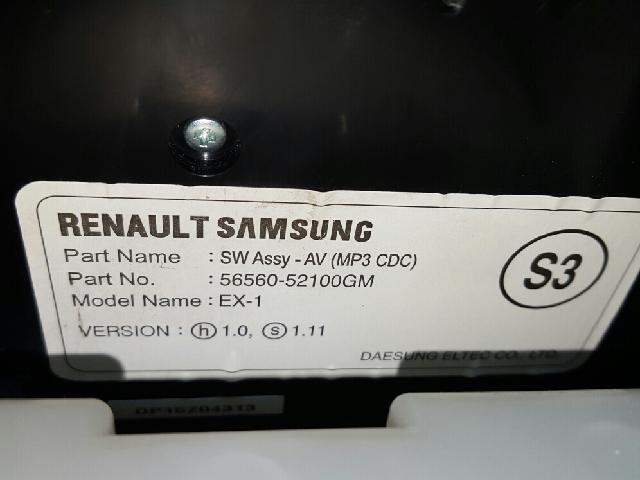 RENAULT SAMSUNG
Part Name : SW Assy - AV (MP3 CDC)
Part No. : 56560-52100GM
Model Name : EX-1
VERSION : ⓗ 1.0, ⓢ 1.11
S3
DAESUNG ELTEC CO., LTD.